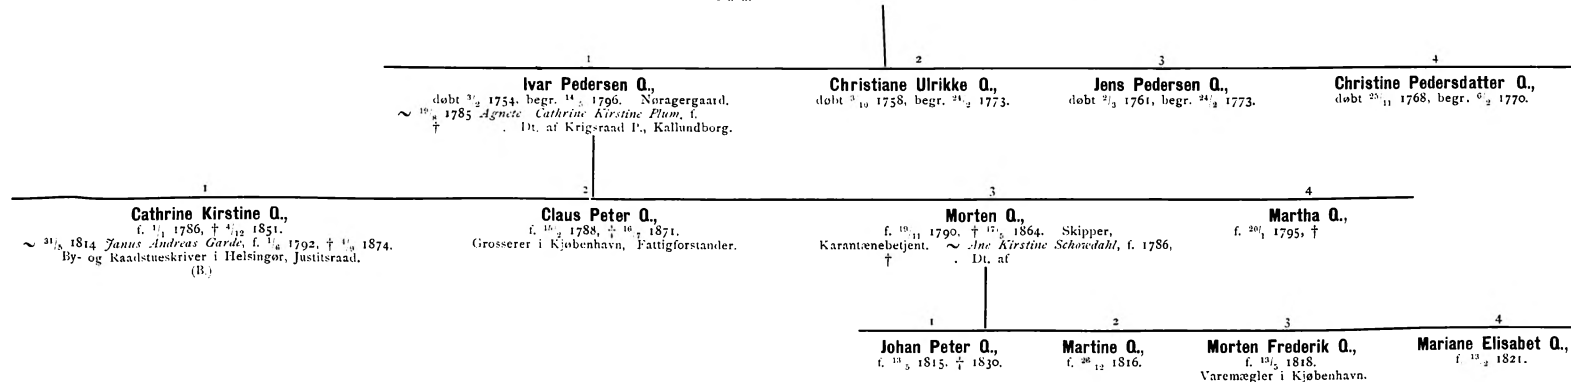 1
Ivar Pedersen Q.,
døbt 3/2 1754, begr. 14/5 1796. Nøragergaard.
~ 19/8 1785 Agnete Cathrine Kirstine Plum, f.
† . Dt. af Krigsraad P., Kallundborg.
2
Christiane Ulrikke Q.,
døbt 3/10 1758, begr. 24/2 1773.
3
Jens Pedersen Q.,
døbt 2/3 1761, begr. 24/2 1773.
4
Christine Pedersdatter Q.,
døbt 25/11 1768, begr. 6/2 1770.
1
Cathrine Kirstine Q.,
f. 1/1 1786, † 4/12 1851.
~ 31/5 1814 Janus Andreas Garde, f. 1/6 1792, † 1874.
By- og Raadstueskriver i Helsingør, Justitsraad.
(B.)
2
Claus Peter Q.,
f. 15/2 1788, † 16/7 1871.
Grosserer i Kjøbenhavn, Fattigforstander.
3
Morten Q.,
f. 19/11 1790, † 17/5 1864. Skipper,
Karantænebetjent. ~ Ane Kirstine Schowdahl, f. 1786,
† . Dt. af
4
Martha Q.,
f. 20/1 1795, †
1
Johan Peter Q.,
f. 13/5 1815, † 1830.
2
Martine Q.,
f. 26/12 1816.
3
Morten Frederik Q.,
f. 13/5 1818.
Varemægler i Kjøbenhavn.
4
Mariane Elisabet Q.,
f. 13/2 1821.